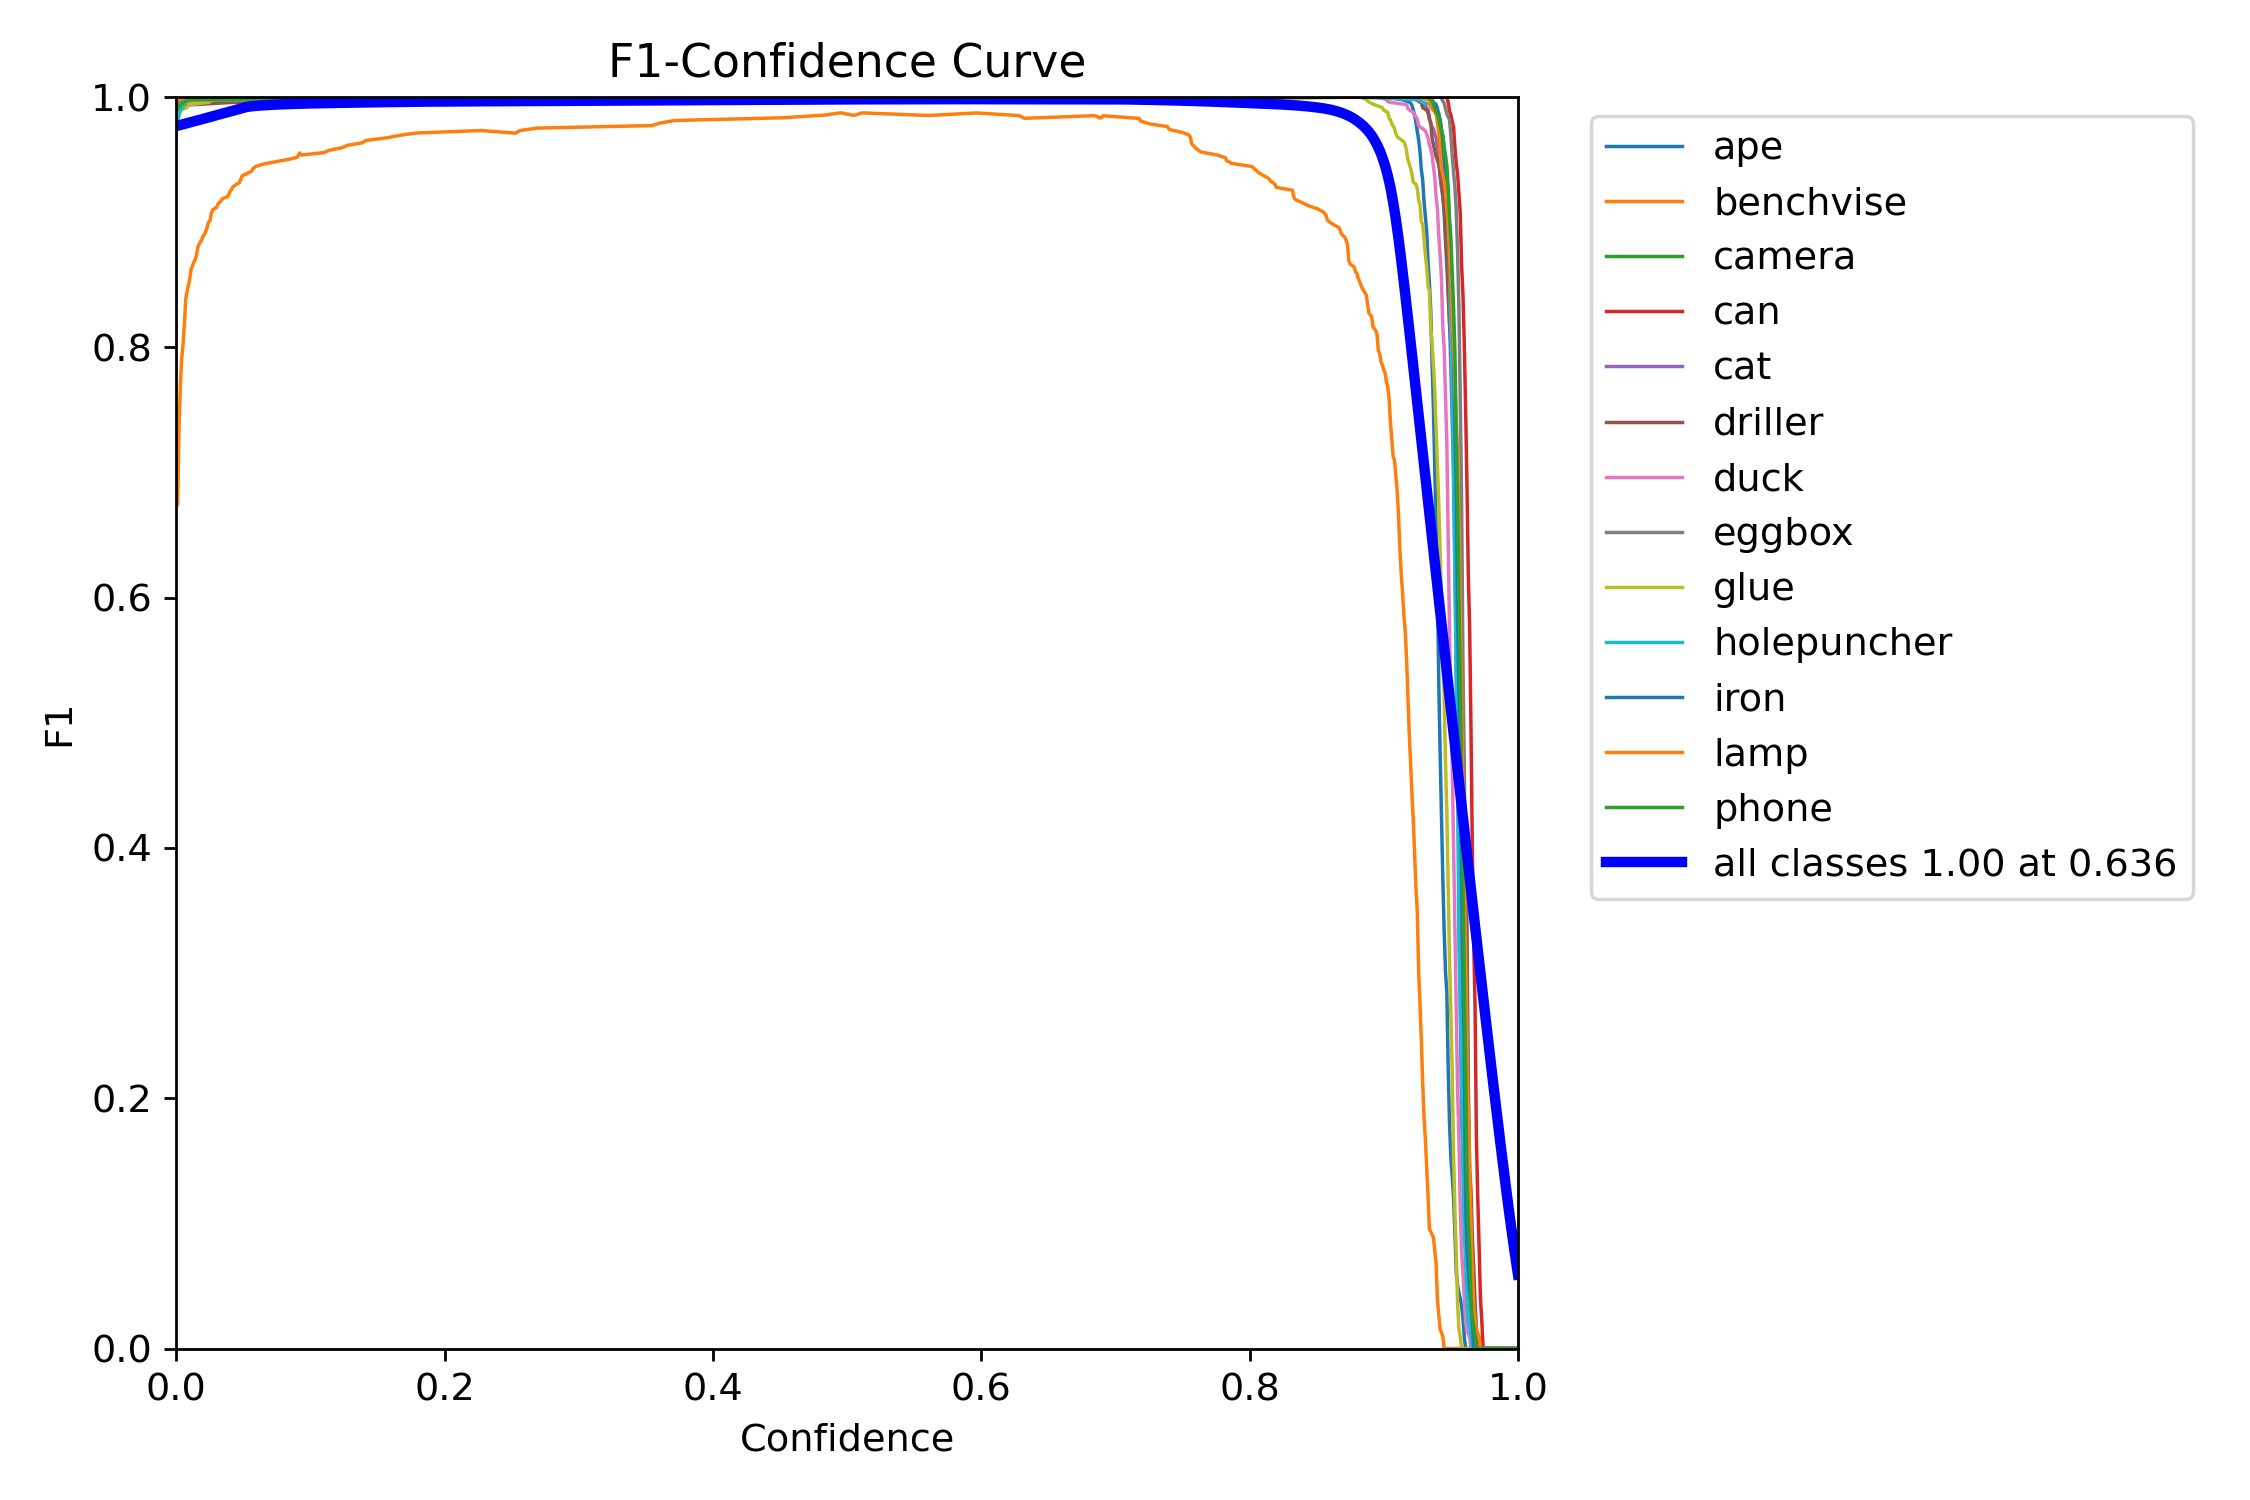 F1-Confidence Curve
1.0
0.8
0.6
0.4
0.2
0.0
F1
0.0 0.2 0.4 0.6 0.8 1.0
Confidence
ape
benchvise
camera
can
cat
driller
duck
eggbox
glue
holepuncher
iron
lamp
phone
all classes 1.00 at 0.636